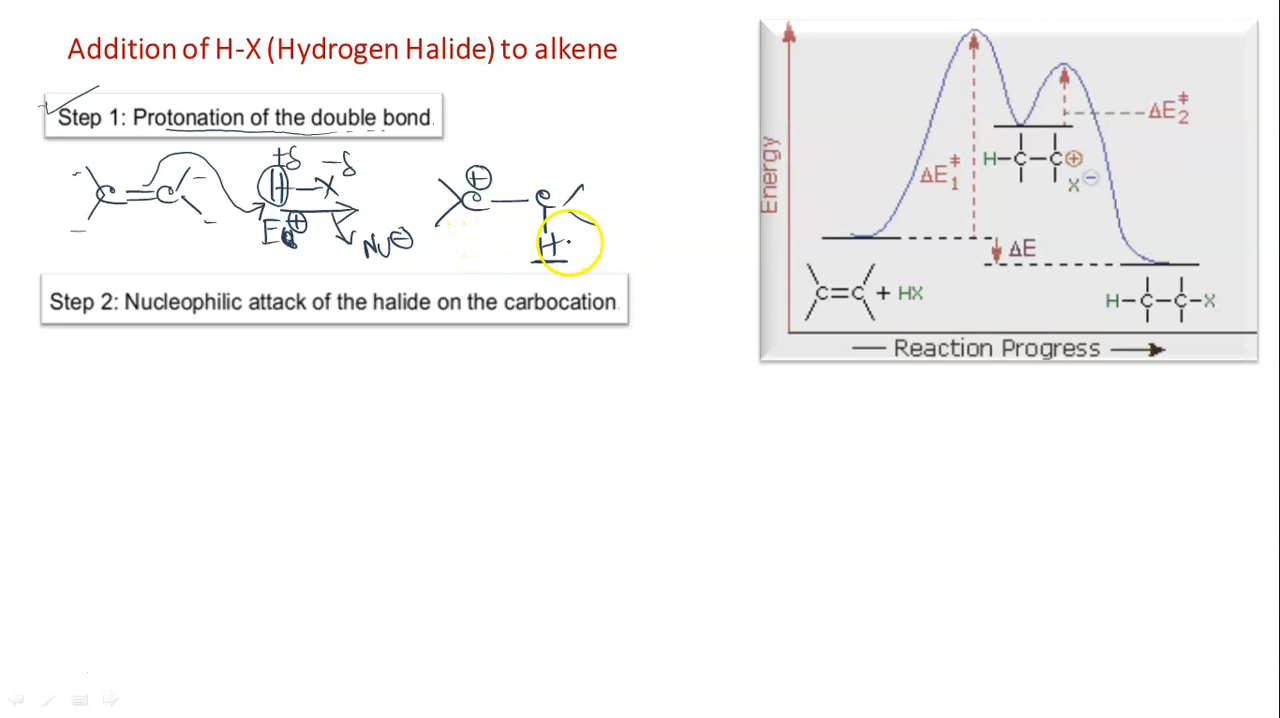 Addition of H-X (Hydrogen Halide) to alkene
Step 1: Protonation of the double bond.
+δ -δ
C=C H-X C-C
E⊕ Nu⊖
⊕
H
Step 2: Nucleophilic attack of the halide on the carbocation.
Energy
ΔE₁‡
ΔE₂‡
H-C-C⊕
X⊖
ΔE
C=C + HX
H-C-C-X
Reaction Progress